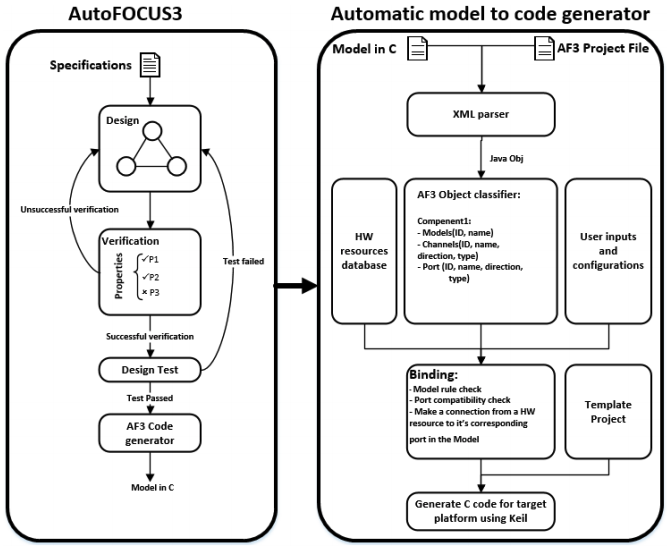 AutoFOCUS3
Specifications
Design
Unsuccessful verification
Verification
Properties
✓P1
✓P2
× P3
Test failed
Successful verification
Design Test
Test Passed
AF3 Code
generator
Model in C
Automatic model to code generator
Model in C
AF3 Project File
XML parser
Java Obj
HW
resources
database
AF3 Object classifier:
Compenent1:
- Models(ID, name)
- Channels(ID, name,
direction, type)
- Port (ID, name, direction,
type)
User inputs
and
configurations
Binding:
- Model rule check
- Port compatibility check
- Make a connection from a HW
resource to it's corresponding
port in the Model
Template
Project
Generate C code for target
platform using Keil